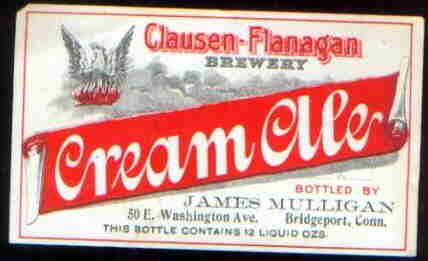 Clausen-Flanagan
BREWERY
Cream Ale
BOTTLED BY
JAMES MULLIGAN
50 E. Washington Ave. Bridgeport, Conn.
THIS BOTTLE CONTAINS 12 LIQUID OZS.